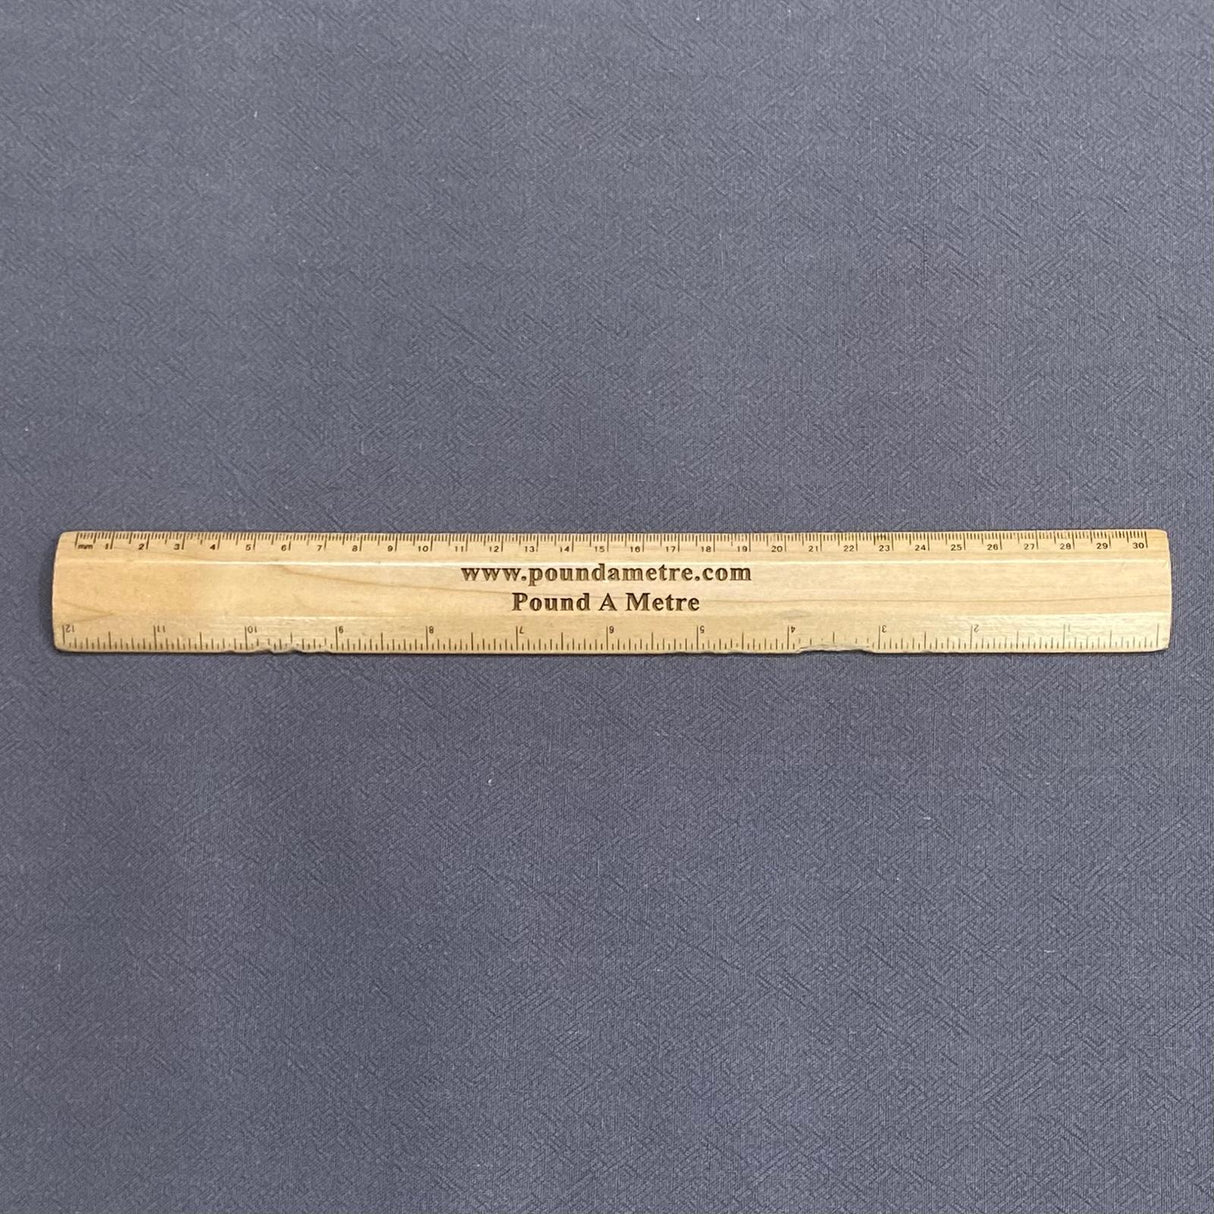 mm 1 2 3 4 5 6 7 8 9 10 11 12 13 14 15 16 17 18 19 20 21 22 23 24 25 26 27 28 29 30
www.poundametre.com
Pound A Metre
12 11 10 9 8 7 6 5 4 3 2 1